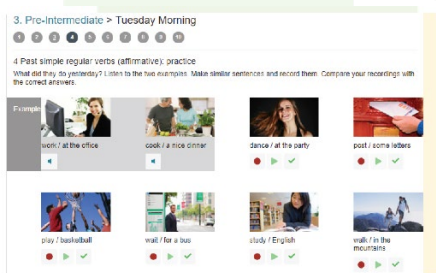 3. Pre-Intermediate > Tuesday Morning
1 2 3 4 5 6 7 8 9 10
4 Past simple regular verbs (affirmative): practice
What did they do yesterday? Listen to the two examples. Make similar sentences and record them. Compare your recordings with
the correct answers.
Example
work / at the office
cook / a nice dinner
dance / at the party
post / some letters
play / basketball
wait / for a bus
study / English
walk / in the
mountains